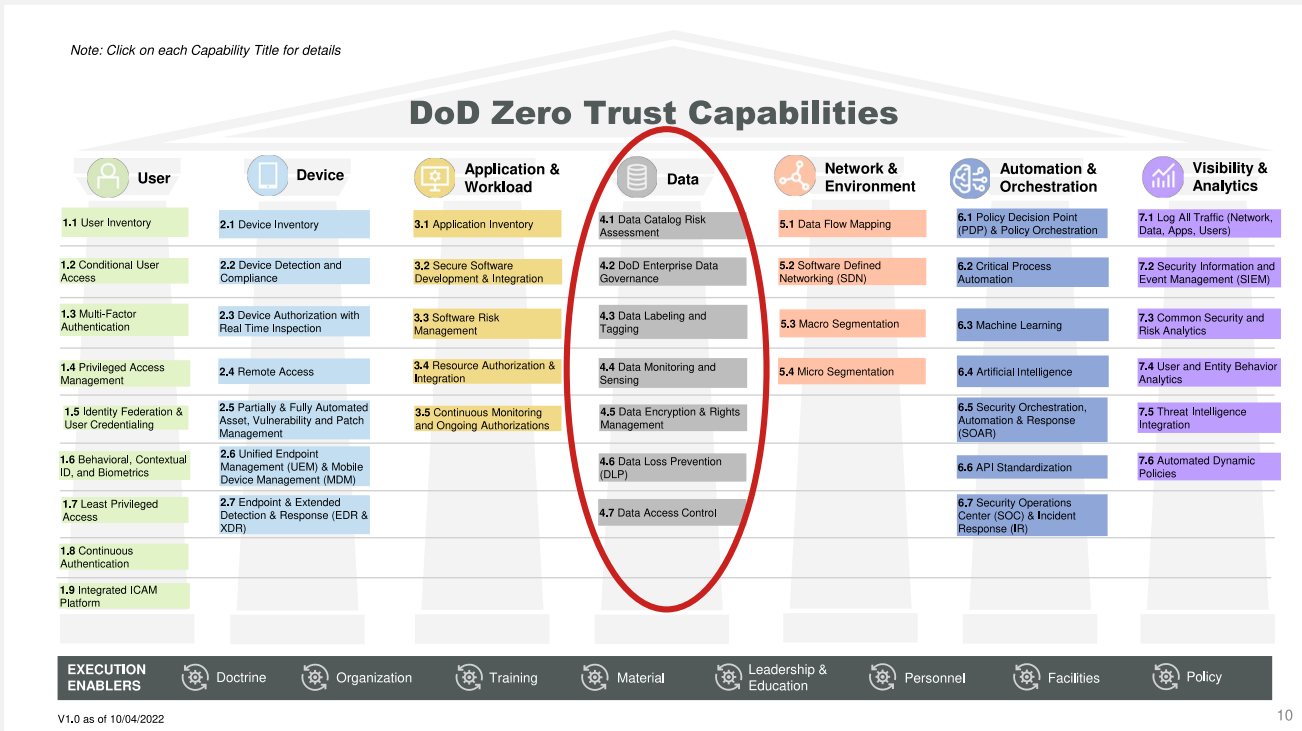 Note: Click on each Capability Title for details
DoD Zero Trust Capabilities
User
1.1 User Inventory
1.2 Conditional User
Access
1.3 Multi-Factor
Authentication
1.4 Privileged Access
Management
1.5 Identity Federation &
User Credentialing
1.6 Behavioral, Contextual
ID, and Biometrics
1.7 Least Privileged
Access
1.8 Continuous
Authentication
1.9 Integrated ICAM
Platform
Device
2.1 Device Inventory
2.2 Device Detection and
Compliance
2.3 Device Authorization with
Real Time Inspection
2.4 Remote Access
2.5 Partially & Fully Automated
Asset, Vulnerability and Patch
Management
2.6 Unified Endpoint
Management (UEM) & Mobile
Device Management (MDM)
2.7 Endpoint & Extended
Detection & Response (EDR &
XDR)
Application &
Workload
3.1 Application Inventory
3.2 Secure Software
Development & Integration
3.3 Software Risk
Management
3.4 Resource Authorization &
Integration
3.5 Continuous Monitoring
and Ongoing Authorizations
Data
4.1 Data Catalog Risk
Assessment
4.2 DoD Enterprise Data
Governance
4.3 Data Labeling and
Tagging
4.4 Data Monitoring and
Sensing
4.5 Data Encryption & Rights
Management
4.6 Data Loss Prevention
(DLP)
4.7 Data Access Control
Network &
Environment
5.1 Data Flow Mapping
5.2 Software Defined
Networking (SDN)
5.3 Macro Segmentation
5.4 Micro Segmentation
Automation &
Orchestration
6.1 Policy Decision Point
(PDP) & Policy Orchestration
6.2 Critical Process
Automation
6.3 Machine Learning
6.4 Artificial Intelligence
6.5 Security Orchestration,
Automation & Response
(SOAR)
6.6 API Standardization
6.7 Security Operations
Center (SOC) & Incident
Response (IR)
Visibility &
Analytics
7.1 Log All Traffic (Network,
Data, Apps, Users)
7.2 Security Information and
Event Management (SIEM)
7.3 Common Security and
Risk Analytics
7.4 User and Entity Behavior
Analytics
7.5 Threat Intelligence
Integration
7.6 Automated Dynamic
Policies
EXECUTION
ENABLERS
Doctrine
Organization
Training
Material
Leadership &
Education
Personnel
Facilities
Policy
V1.0 as of 10/04/2022
10